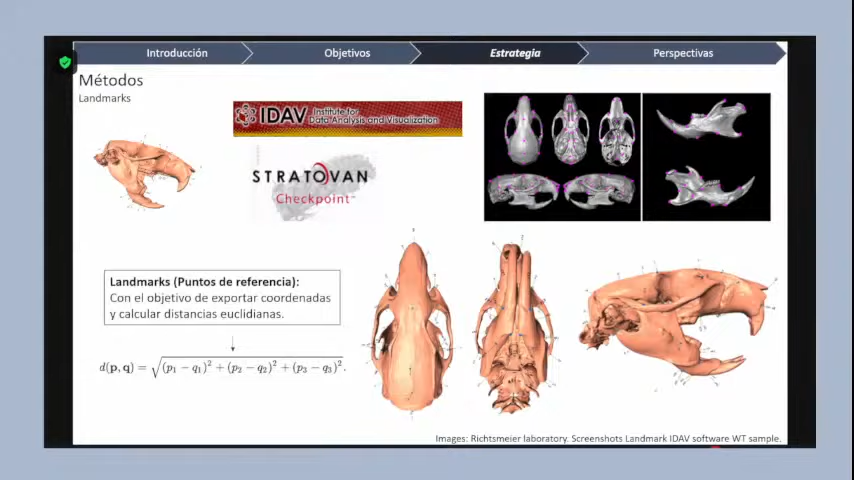 Introducción
Objetivos
Estrategia
Perspectivas
Métodos
Landmarks
IDAV Institute for
Data Analysis and Visualization
STRATOVAN
Checkpoint™
Landmarks (Puntos de referencia):
Con el objetivo de exportar coordenadas
y calcular distancias euclidianas.
d(p, q) = √(p₁ − q₁)² + (p₂ − q₂)² + (p₃ − q₃)².
Images: Richtsmeier laboratory. Screenshots Landmark IDAV software WT sample.